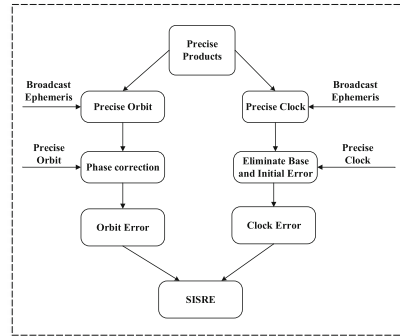 Precise
Products
Broadcast
Ephemeris
Precise Orbit
Precise Clock
Broadcast
Ephemeris
Precise
Orbit
Phase correction
Eliminate Base
and Initial Error
Precise
Clock
Orbit Error
Clock Error
SISRE